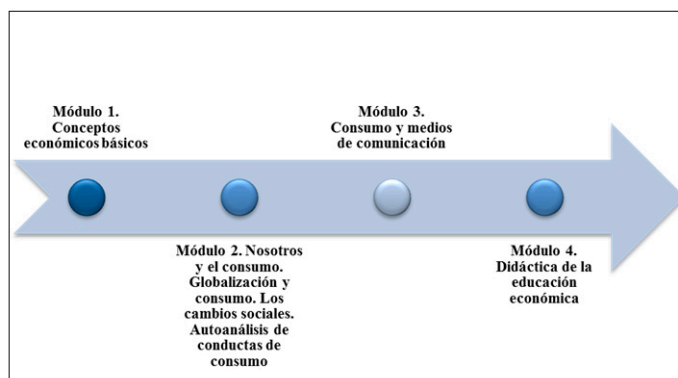 Módulo 1.
Conceptos
económicos básicos
Módulo 2. Nosotros
y el consumo.
Globalización y
consumo. Los
cambios sociales.
Autoanálisis de
conductas de
consumo
Módulo 3.
Consumo y medios
de comunicación
Módulo 4.
Didáctica de la
educación
económica